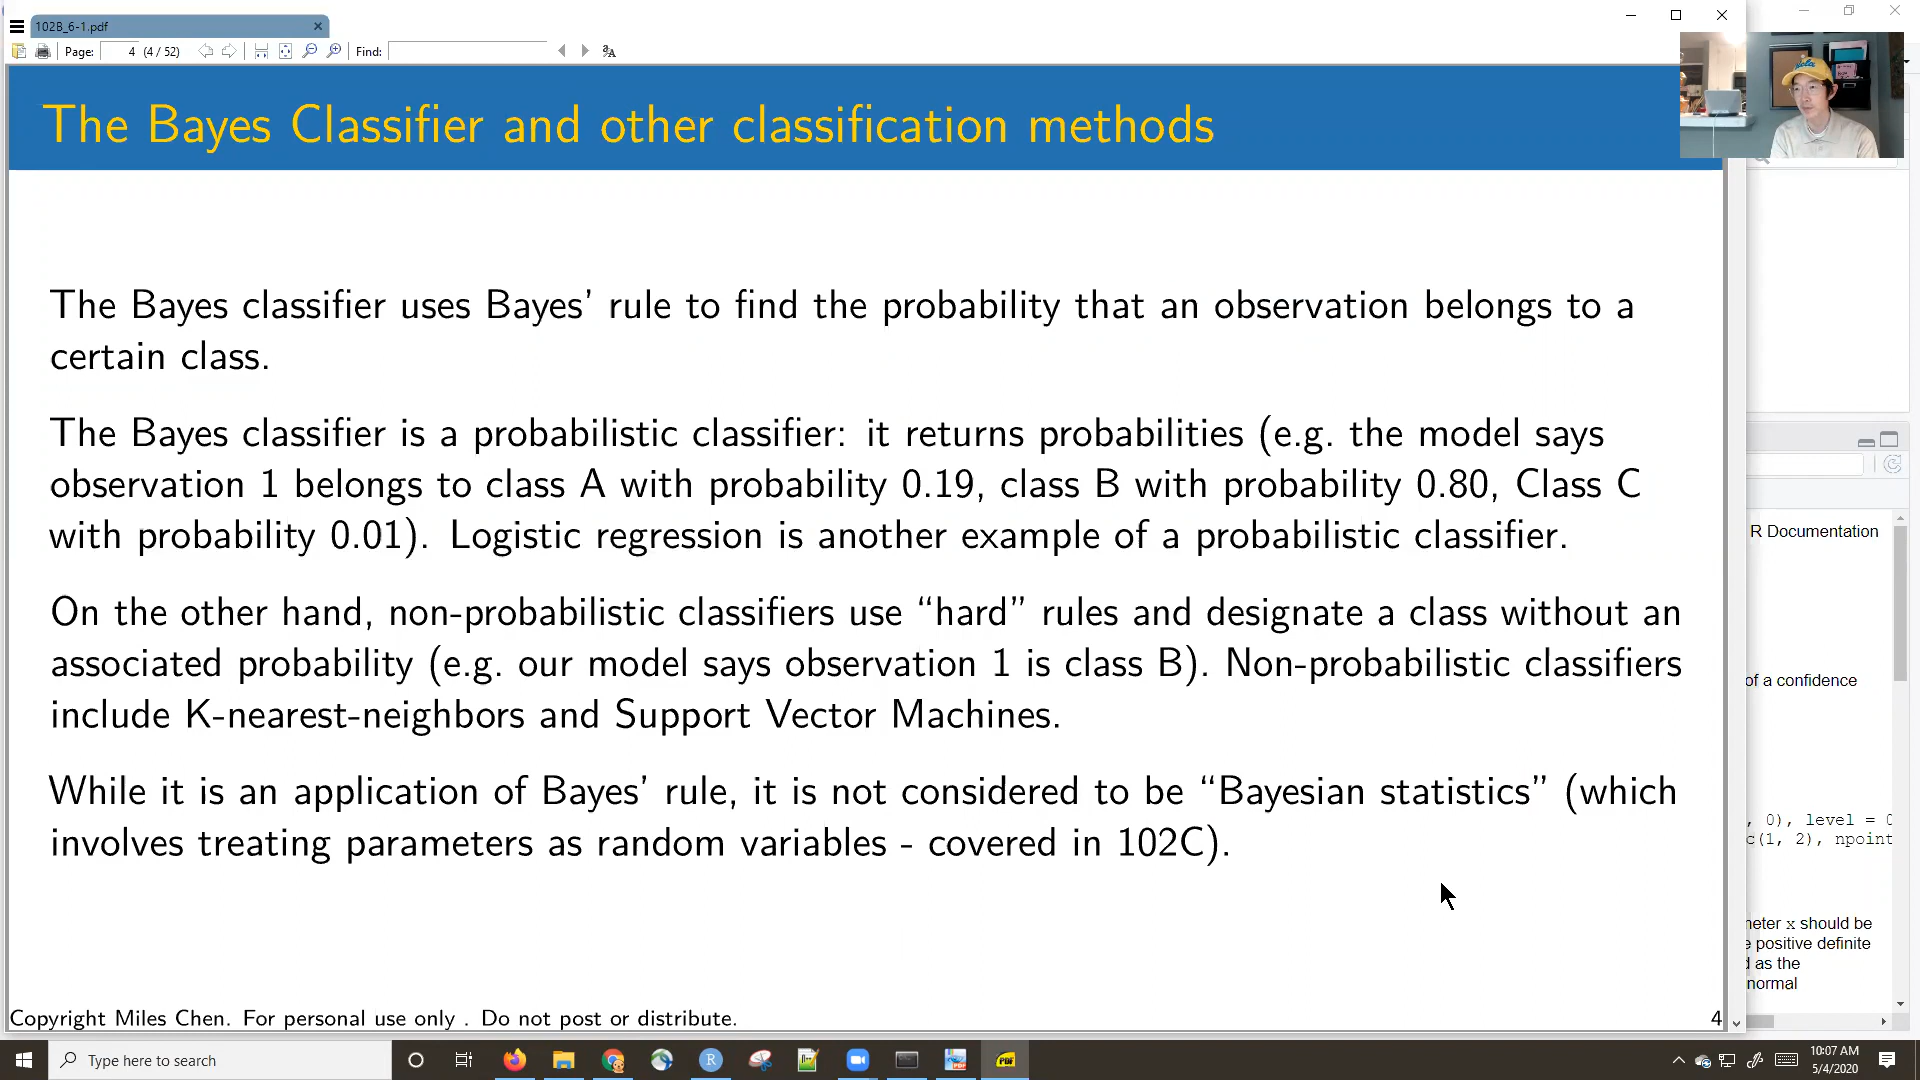 102B_6-1.pdf
Page: 4 (4 / 52) Find:
The Bayes Classifier and other classification methods
The Bayes classifier uses Bayes’ rule to find the probability that an observation belongs to a
certain class.
The Bayes classifier is a probabilistic classifier: it returns probabilities (e.g. the model says
observation 1 belongs to class A with probability 0.19, class B with probability 0.80, Class C
with probability 0.01). Logistic regression is another example of a probabilistic classifier.
On the other hand, non-probabilistic classifiers use “hard” rules and designate a class without an
associated probability (e.g. our model says observation 1 is class B). Non-probabilistic classifiers
include K-nearest-neighbors and Support Vector Machines.
While it is an application of Bayes’ rule, it is not considered to be “Bayesian statistics” (which
involves treating parameters as random variables - covered in 102C).
Copyright Miles Chen. For personal use only . Do not post or distribute.
4
R Documentation
of a confidence
, 0), level = 0
c(1, 2), npoint
neter x should be
e positive definite
d as the
normal
Type here to search
10:07 AM
5/4/2020